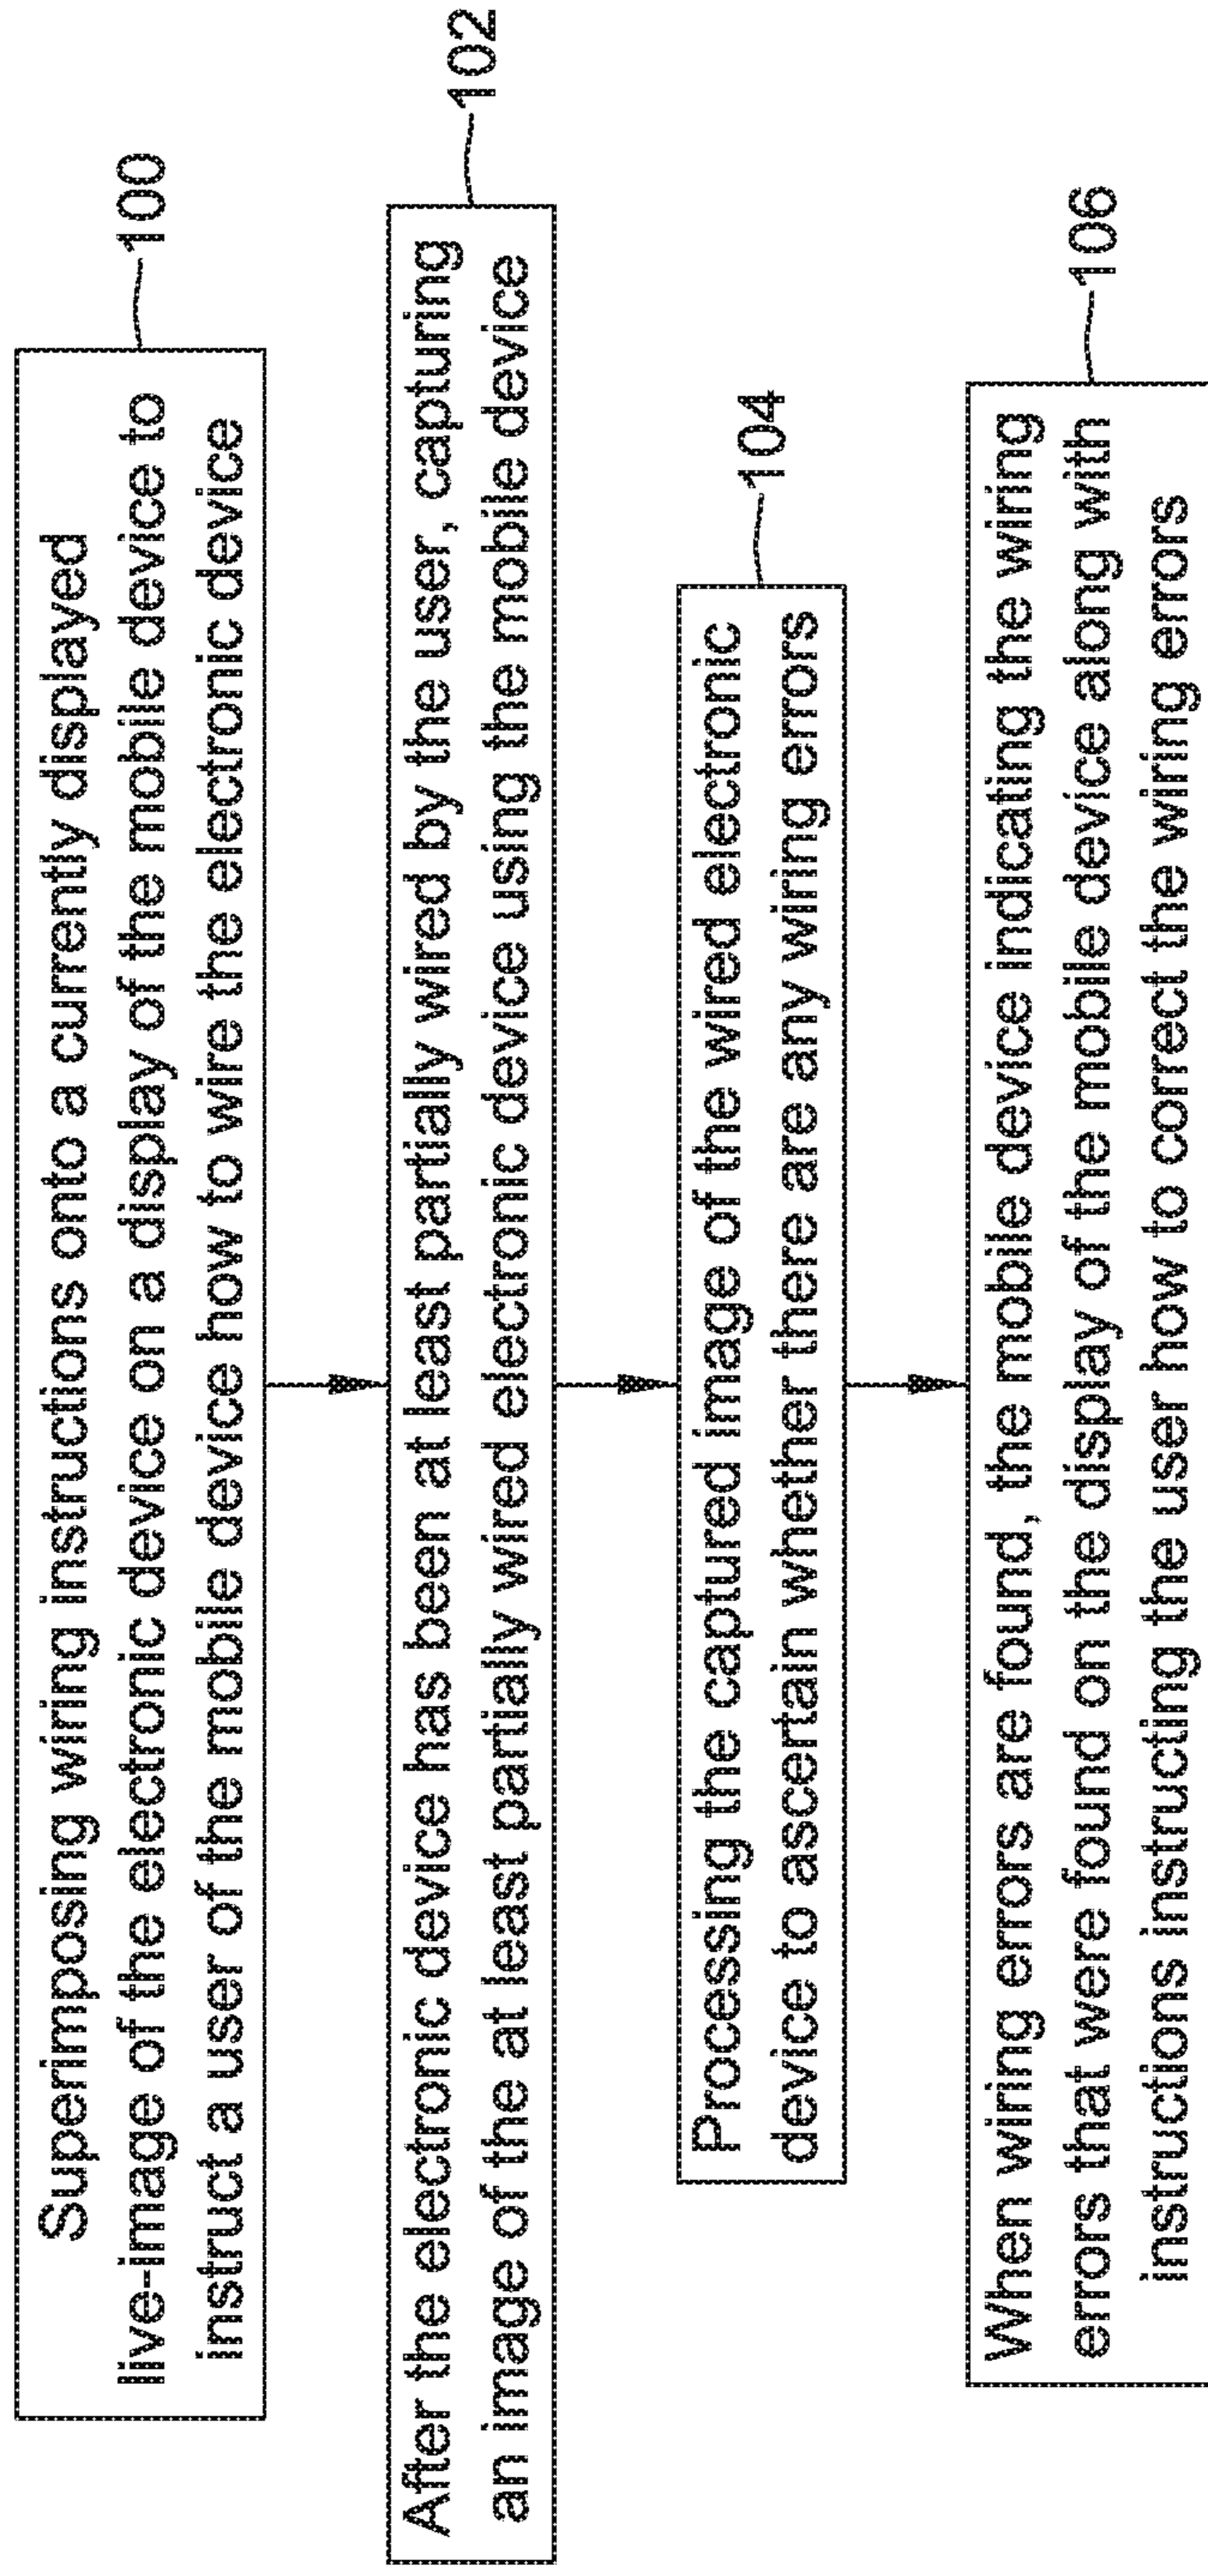 Superimposing wiring instructions onto a currently displayed
live-image of the electronic device on a display of the mobile device to
instruct a user of the mobile device how to wire the electronic device
100
After the electronic device has been at least partially wired by the user, capturing
an image of the at least partially wired electronic device using the mobile device
102
Processing the captured image of the wired electronic
device to ascertain whether there are any wiring errors
104
When wiring errors are found, the mobile device indicating the wiring
errors that were found on the display of the mobile device along with
instructions instructing the user how to correct the wiring errors
106